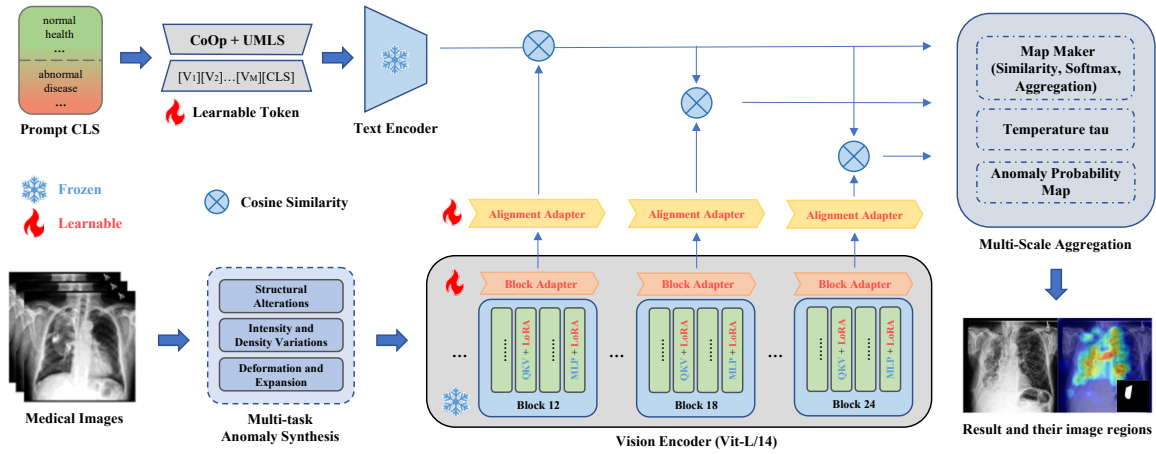 normal
health
...
abnormal
disease
...
Prompt CLS
CoOp + UMLS
[V1][V2]…[VM][CLS]
Learnable Token
Text Encoder
Frozen
Learnable
Cosine Similarity
Map Maker
(Similarity, Softmax,
Aggregation)
Temperature tau
Anomaly Probability
Map
Multi-Scale Aggregation
Alignment Adapter
Alignment Adapter
Alignment Adapter
Medical Images
Structural
Alterations
Intensity and
Density Variations
Deformation and
Expansion
Multi-task
Anomaly Synthesis
Block Adapter
Block Adapter
Block Adapter
...
......
QKV + LoRA
......
MLP + LoRA
Block 12
...
......
QKV + LoRA
......
MLP + LoRA
Block 18
...
......
QKV + LoRA
......
MLP + LoRA
Block 24
...
Vision Encoder (Vit-L/14)
Result and their image regions